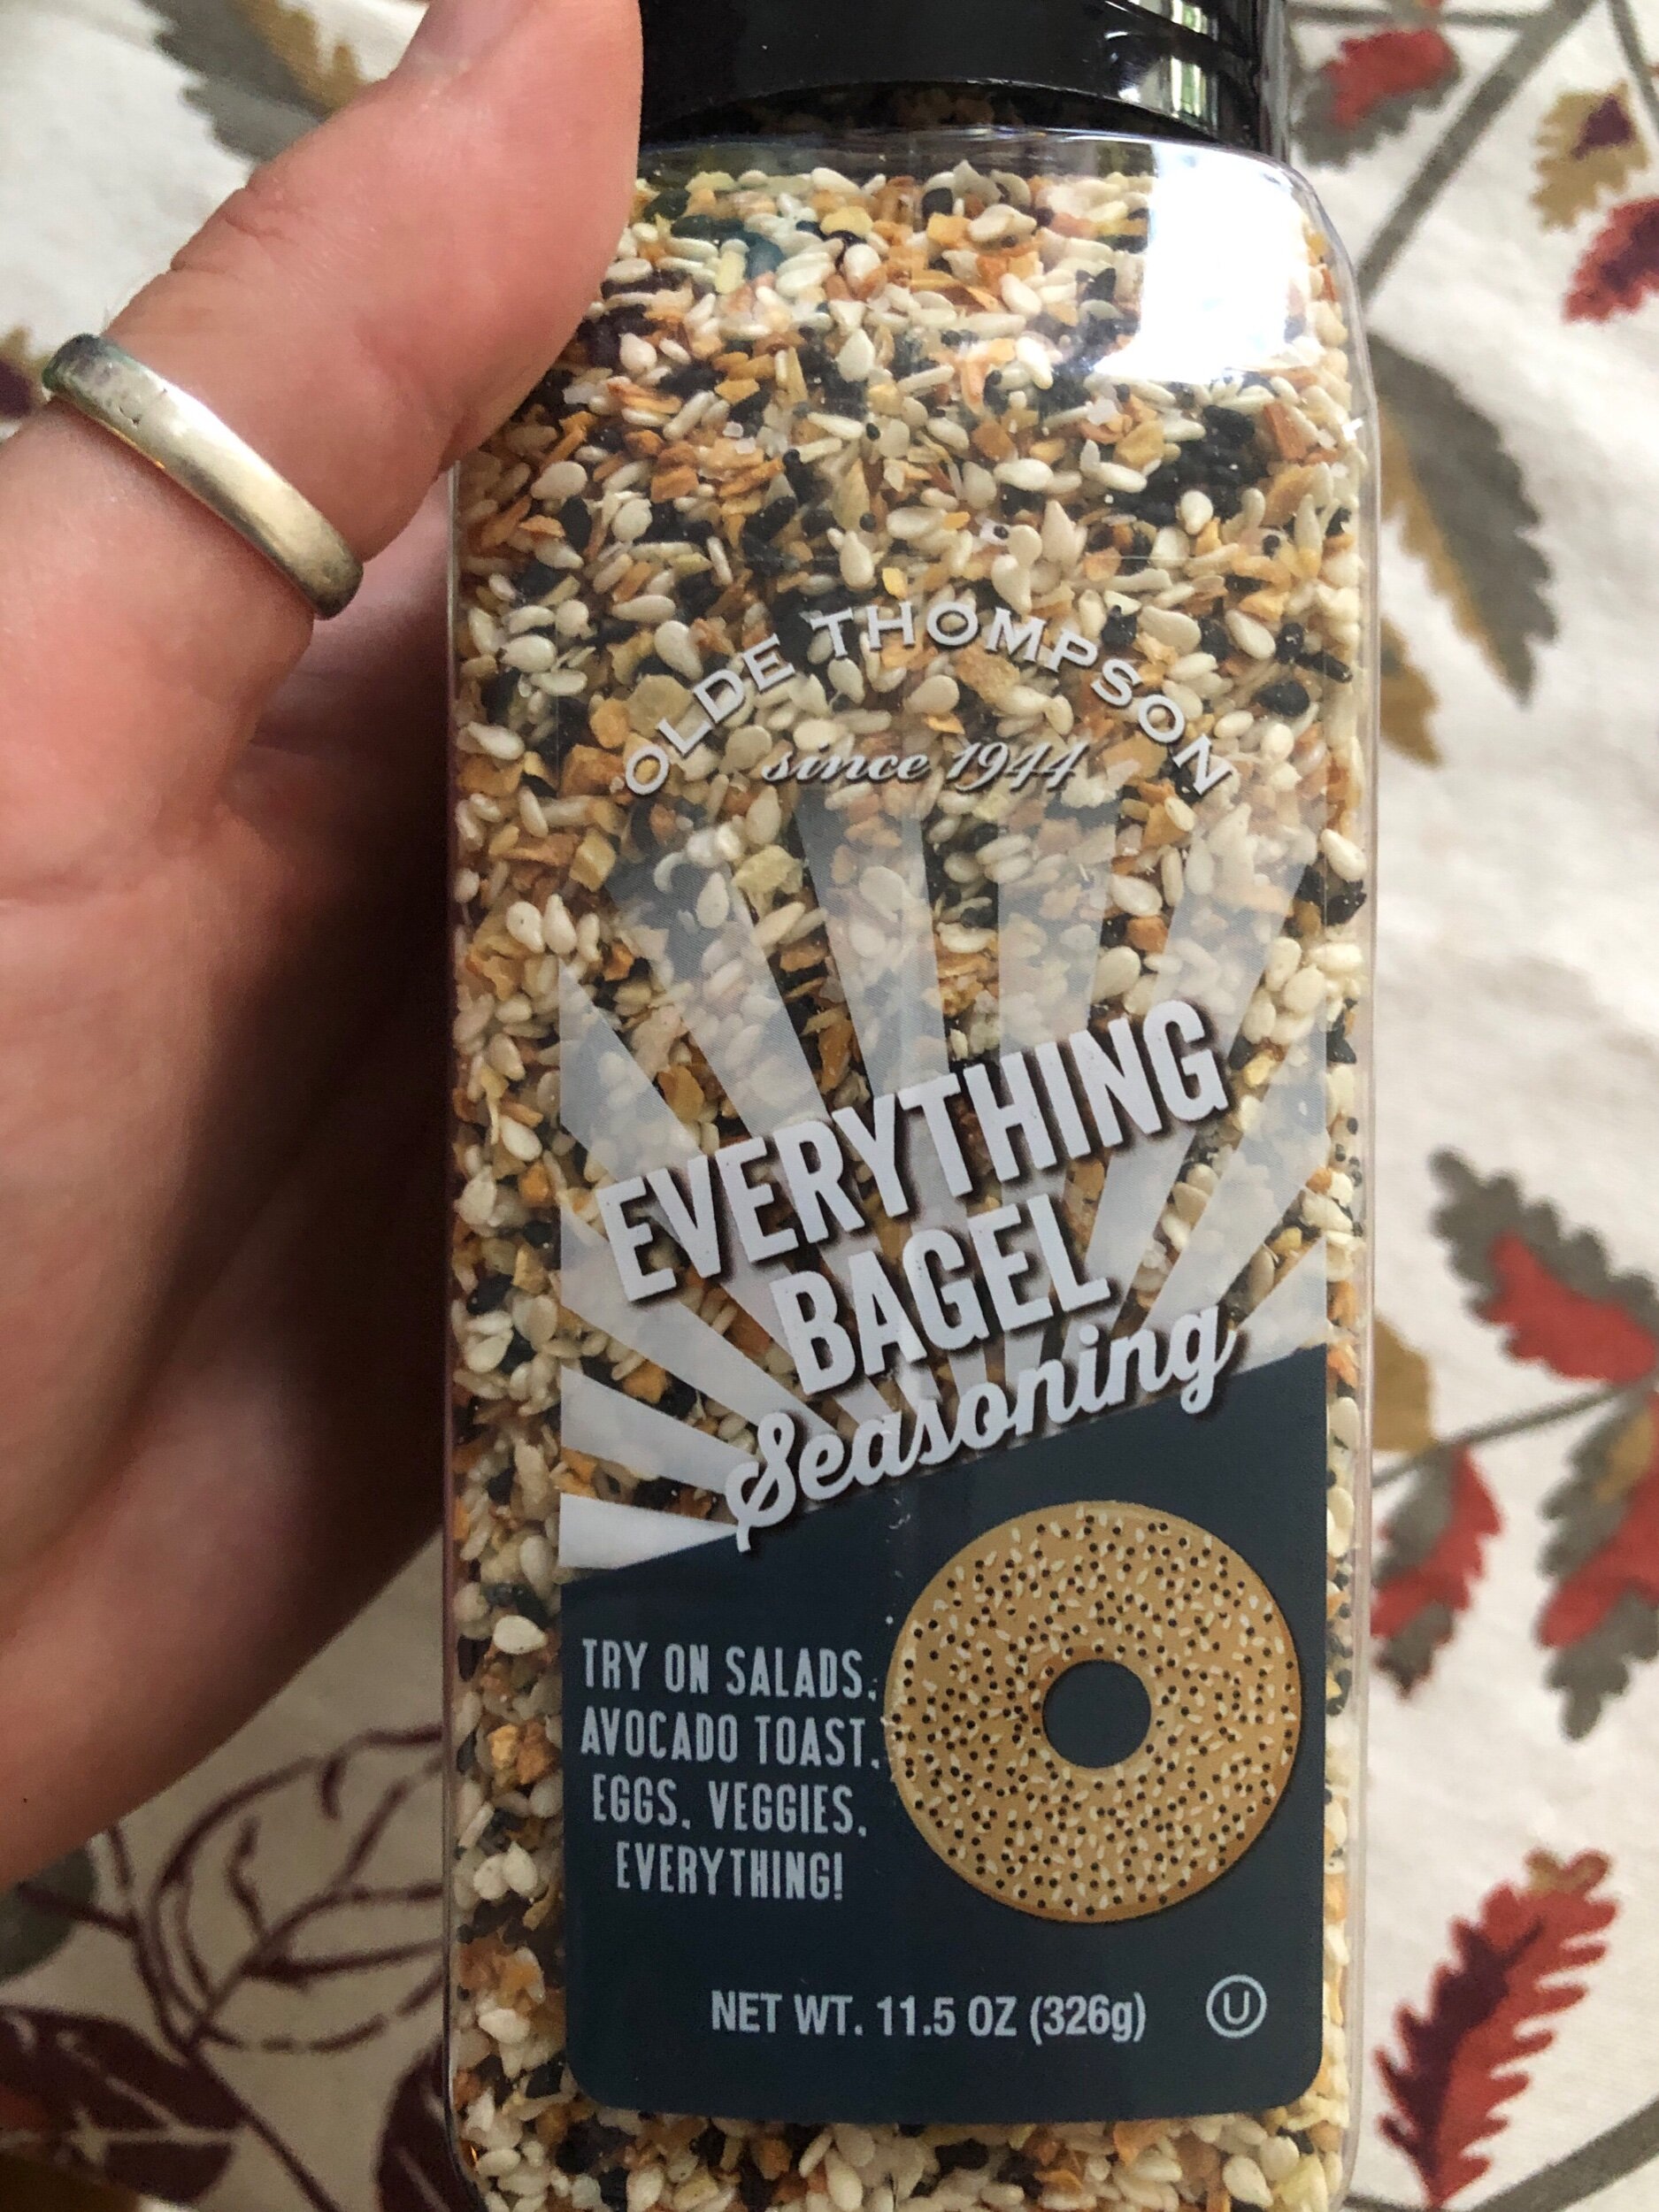 OLDE THOMPSON
since 1944
EVERYTHING
BAGEL
Seasoning
TRY ON SALADS,
AVOCADO TOAST,
EGGS, VEGGIES,
EVERYTHING!
NET WT. 11.5 OZ (326g)
U